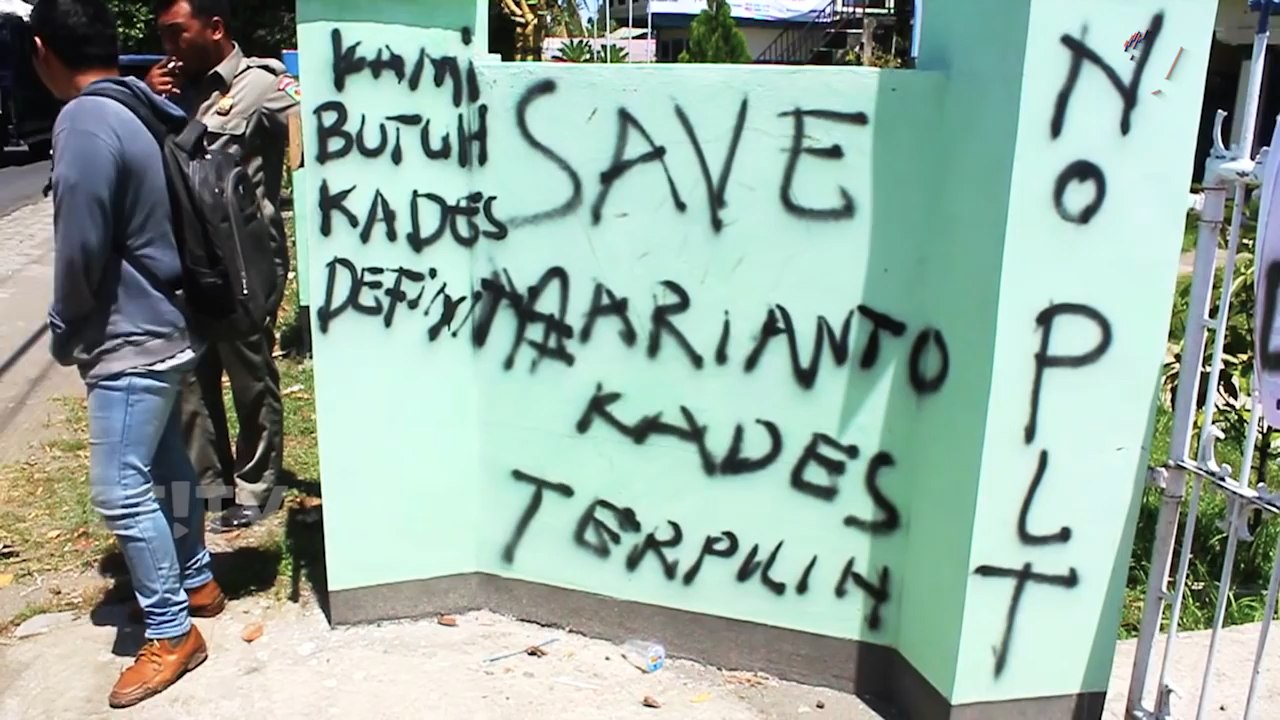 KAMi
BUTUH
KADES
DEFiNiTif
SAVE
ARiANTO
KADES
TERPILIH
NO PLT